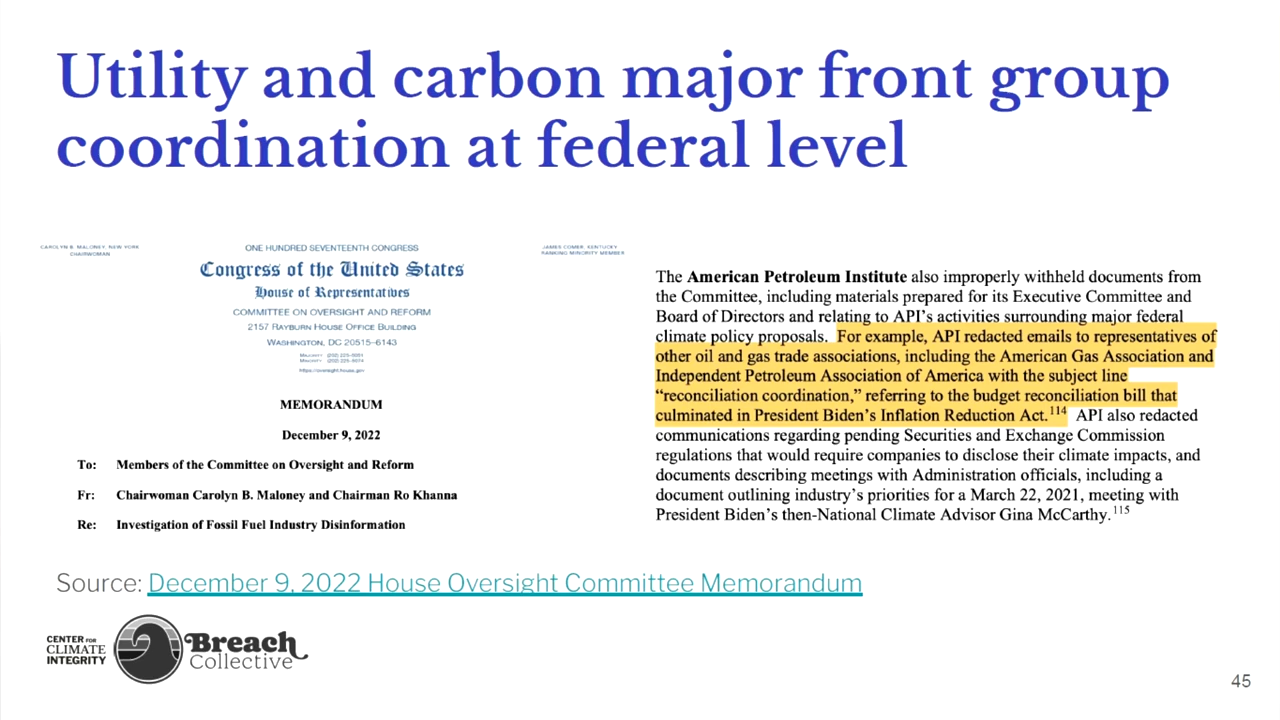 Utility and carbon major front group
coordination at federal level
CAROLYN B. MALONEY, NEW YORK
CHAIRWOMAN
ONE HUNDRED SEVENTEENTH CONGRESS
JAMES COMER, KENTUCKY
RANKING MINORITY MEMBER
Congress of the United States
House of Representatives
COMMITTEE ON OVERSIGHT AND REFORM
2157 RAYBURN HOUSE OFFICE BUILDING
WASHINGTON, DC 20515–6143
https://oversight.house.gov
MEMORANDUM
December 9, 2022
To: Members of the Committee on Oversight and Reform
Fr: Chairwoman Carolyn B. Maloney and Chairman Ro Khanna
Re: Investigation of Fossil Fuel Industry Disinformation
The American Petroleum Institute also improperly withheld documents from
the Committee, including materials prepared for its Executive Committee and
Board of Directors and relating to API's activities surrounding major federal
climate policy proposals. For example, API redacted emails to representatives of
other oil and gas trade associations, including the American Gas Association and
Independent Petroleum Association of America with the subject line
“reconciliation coordination,” referring to the budget reconciliation bill that
culminated in President Biden's Inflation Reduction Act.114 API also redacted
communications regarding pending Securities and Exchange Commission
regulations that would require companies to disclose their climate impacts, and
documents describing meetings with Administration officials, including a
document outlining industry's priorities for a March 22, 2021, meeting with
President Biden's then-National Climate Advisor Gina McCarthy.115
Source: December 9, 2022 House Oversight Committee Memorandum
CENTER FOR
CLIMATE
INTEGRITY
Breach
Collective
45